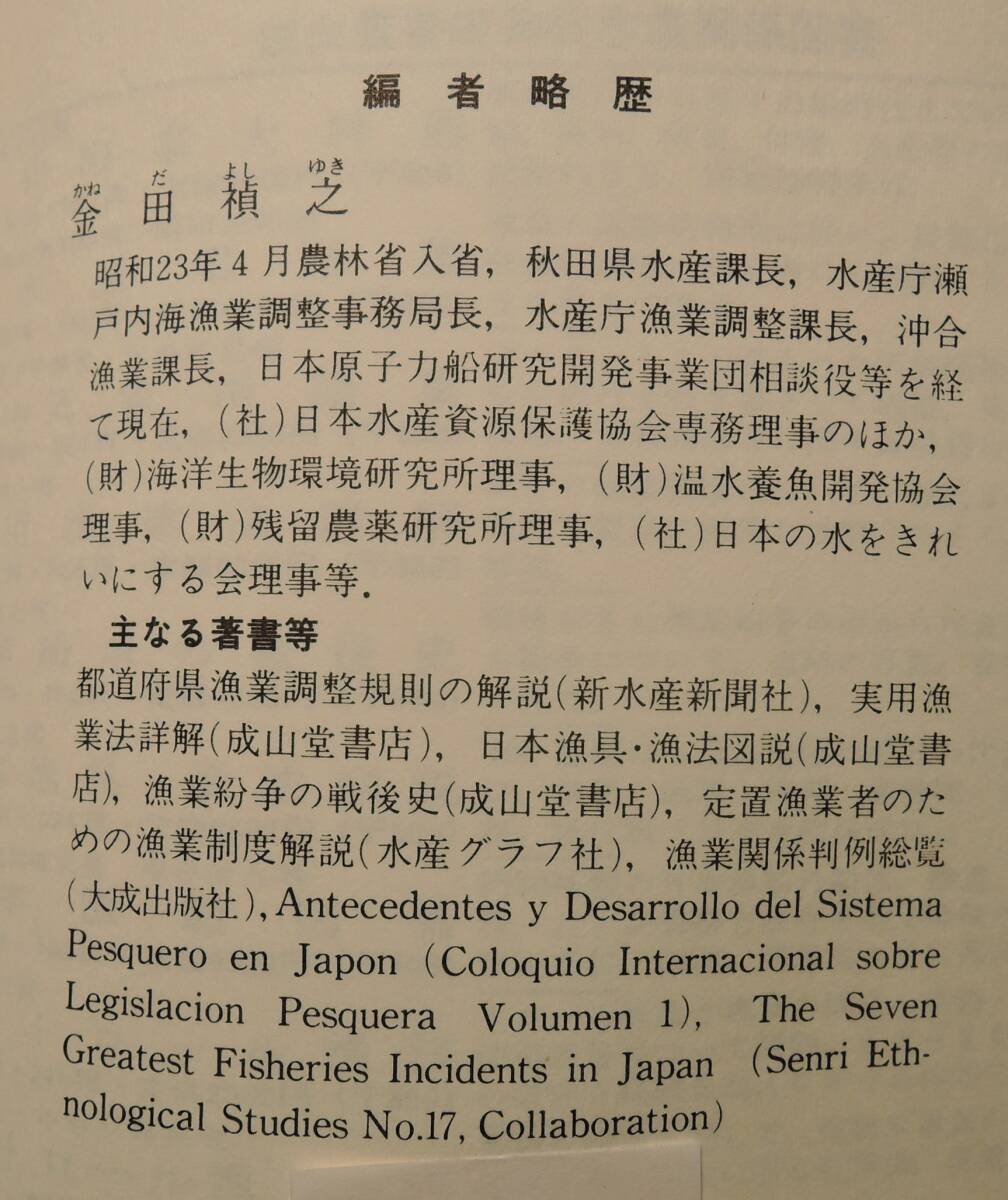 編者略歴
かね だ よし ゆき
金田禎之
昭和23年4月農林省入省，秋田県水産課長，水産庁瀬
戸内海漁業調整事務局長，水産庁漁業調整課長，沖合
漁業課長，日本原子力船研究開発事業団相談役等を経
て現在，(社)日本水産資源保護協会専務理事のほか，
(財)海洋生物環境研究所理事，(財)温水養魚開発協会
理事，(財)残留農薬研究所理事，(社)日本の水をきれ
いにする会理事等．
主なる著書等
都道府県漁業調整規則の解説(新水産新聞社)，実用漁
業法詳解(成山堂書店)，日本漁具・漁法図説(成山堂書
店)，漁業紛争の戦後史(成山堂書店)，定置漁業者のた
めの漁業制度解説(水産グラフ社)，漁業関係判例総覧
(大成出版社), Antecedentes y Desarrollo del Sistema
Pesquero en Japon (Coloquio Internacional sobre
Legislacion Pesquera Volumen 1), The Seven
Greatest Fisheries Incidents in Japan (Senri Eth-
nological Studies No.17, Collaboration)